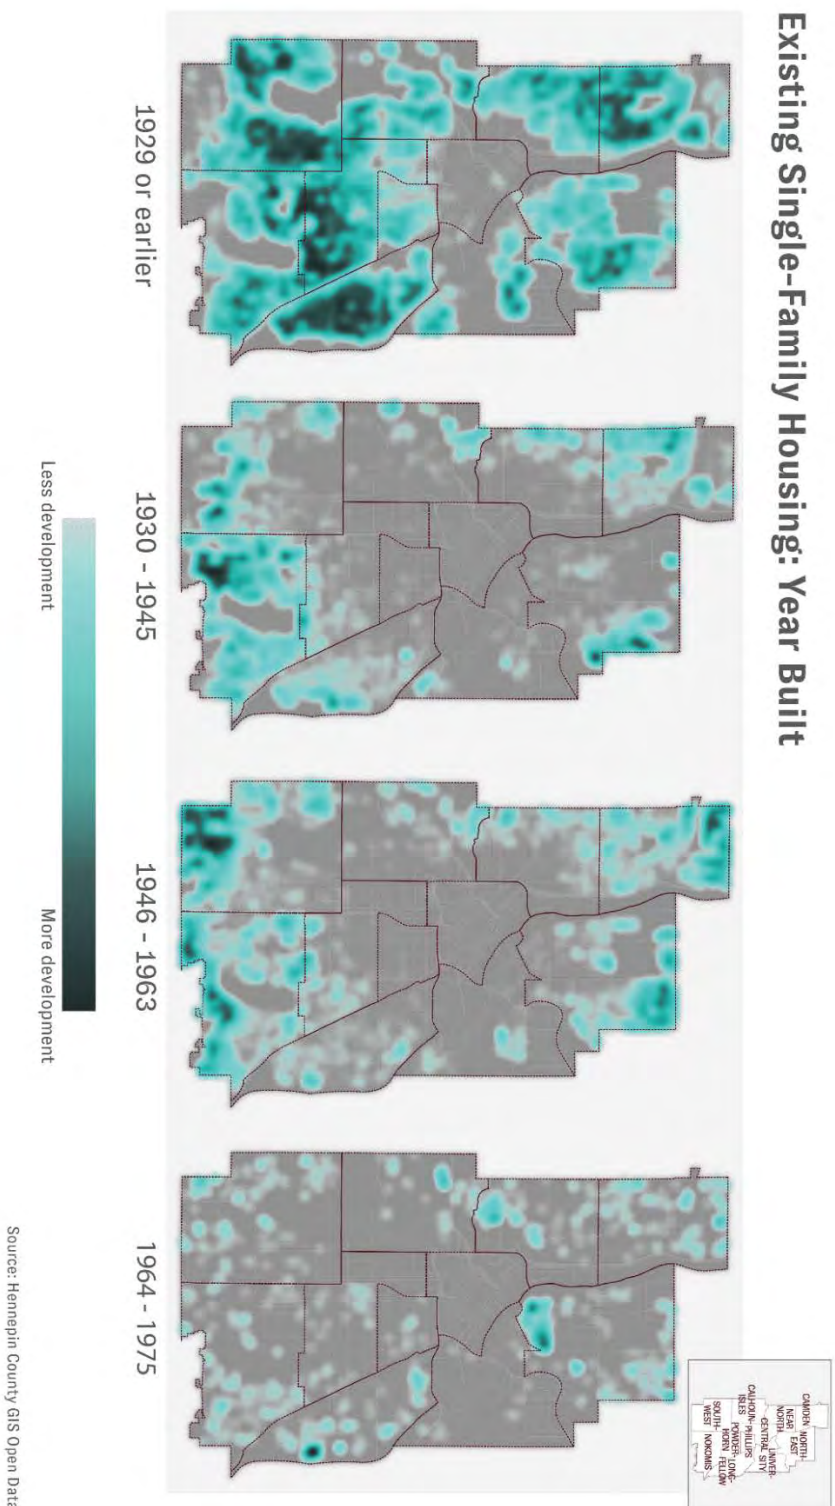 Existing Single-Family Housing: Year Built
1929 or earlier
1930 - 1945
1946 - 1963
1964 - 1975
Less development
More development
CAMDEN
NORTH-
EAST
NEAR
NORTH
UNIVER-
SITY
CENTRAL
CALHOUN-
ISLES
PHILLIPS
POWDER-
HORN
LONG-
FELLOW
SOUTH-
WEST
NOKOMIS
Source: Hennepin County GIS Open Data